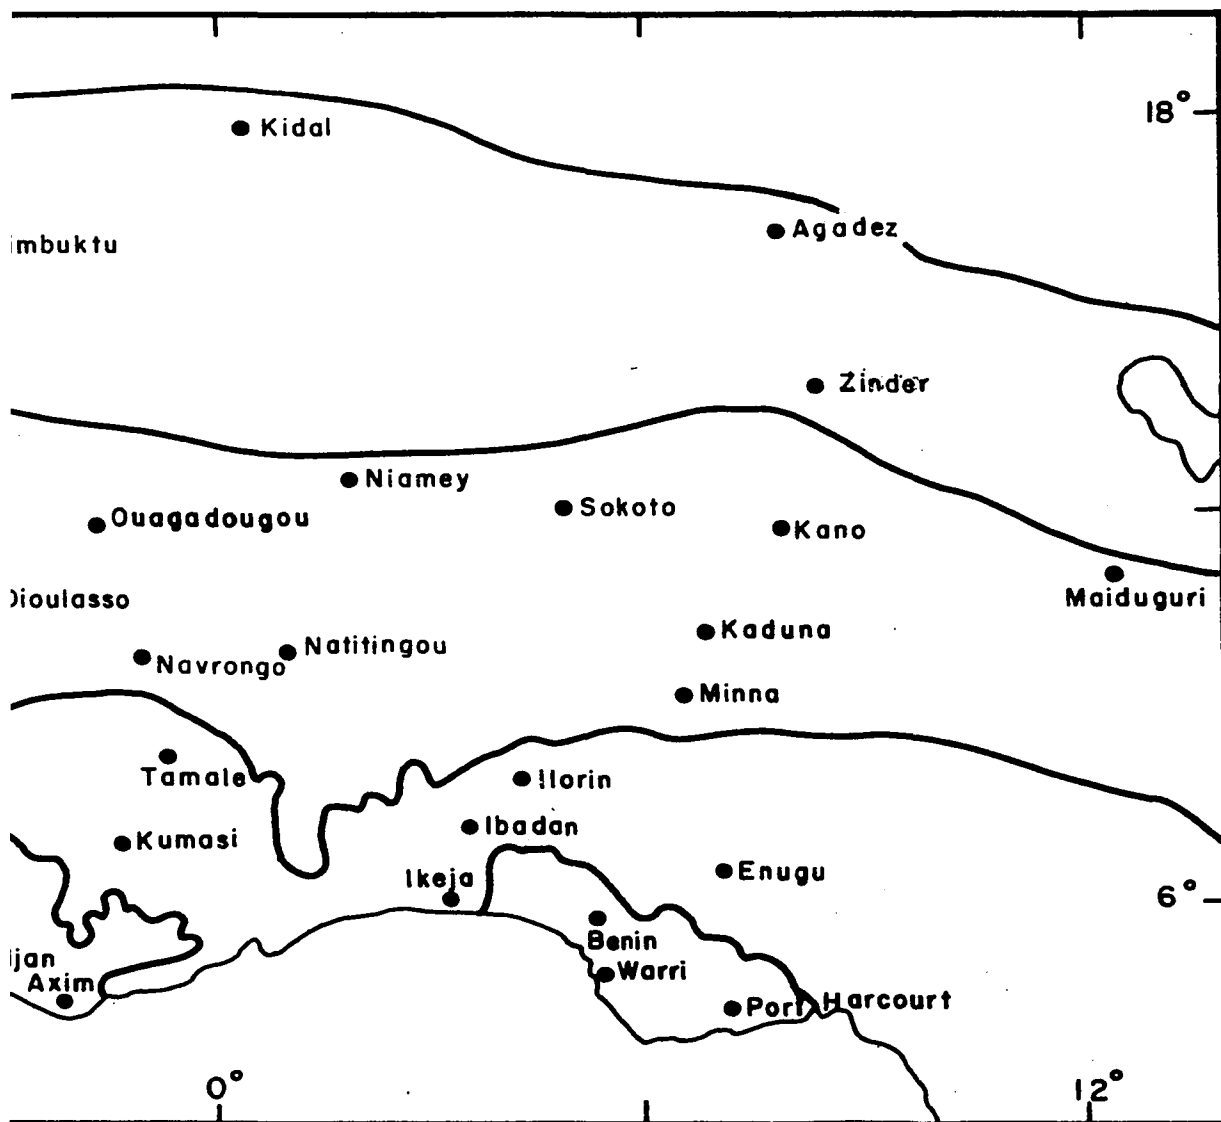 18°
Kidal
Agadez
imbuktu
Zinder
Niamey
Sokoto
Ouagadougou
Kano
Dioulasso
Maiduguri
Kaduna
Natitingou
Navrongo
Minna
Tamale
Ilorin
Ibadan
Kumasi
Enugu
Ikeja
6°
Benin
jan
Warri
Axim
Port Harcourt
0°
12°